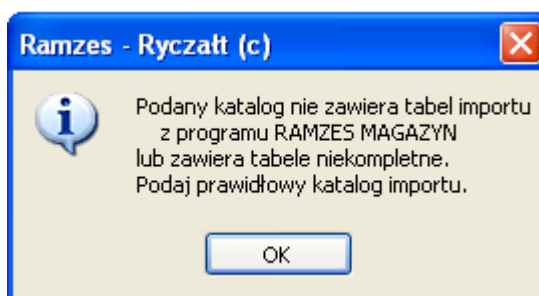 Ramzes - Ryczałt (c)
Podany katalog nie zawiera tabel importu
z programu RAMZES MAGAZYN
lub zawiera tabele niekompletne.
Podaj prawidłowy katalog importu.
OK